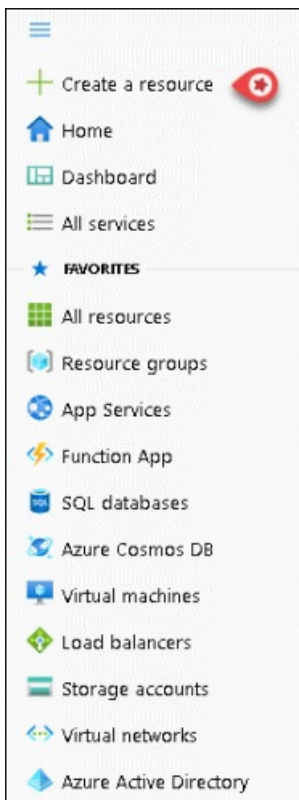 Create a resource
Home
Dashboard
All services
FAVORITES
All resources
Resource groups
App Services
Function App
SQL databases
Azure Cosmos DB
Virtual machines
Load balancers
Storage accounts
Virtual networks
Azure Active Directory